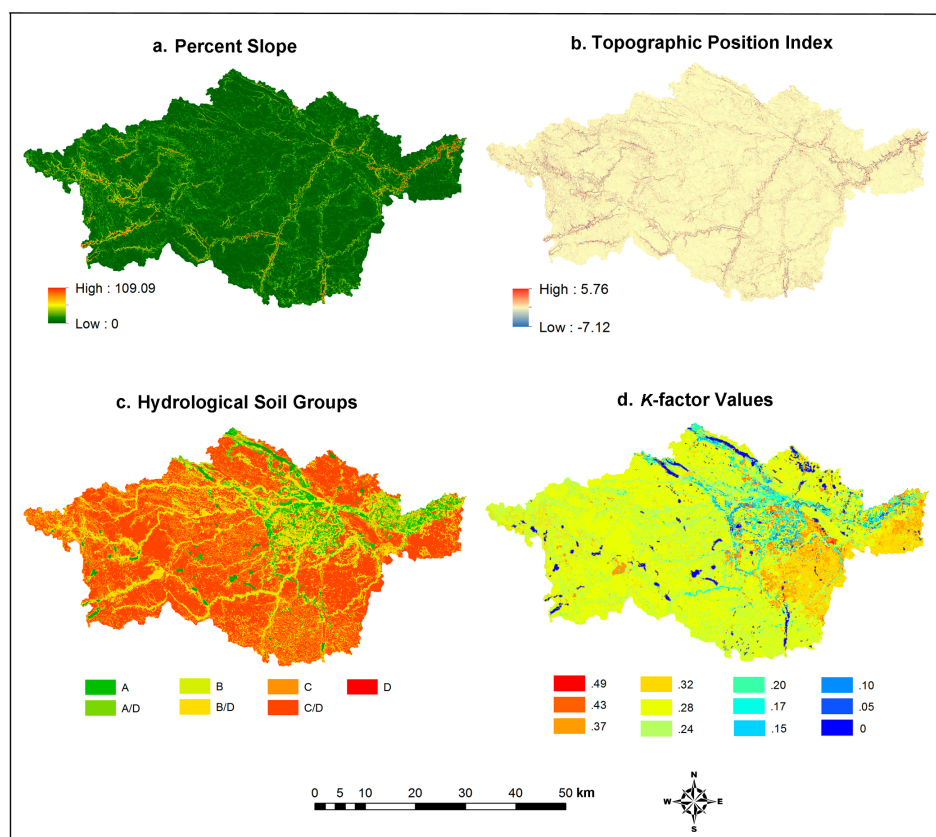 a. Percent Slope
b. Topographic Position Index
High : 109.09
Low : 0
High : 5.76
Low : -7.12
c. Hydrological Soil Groups
d. K-factor Values
A B C D
A/D B/D C/D
.49 .32 .20 .10
.43 .28 .17 .05
.37 .24 .15 0
0 5 10 20 30 40 50 km
N
W E
S